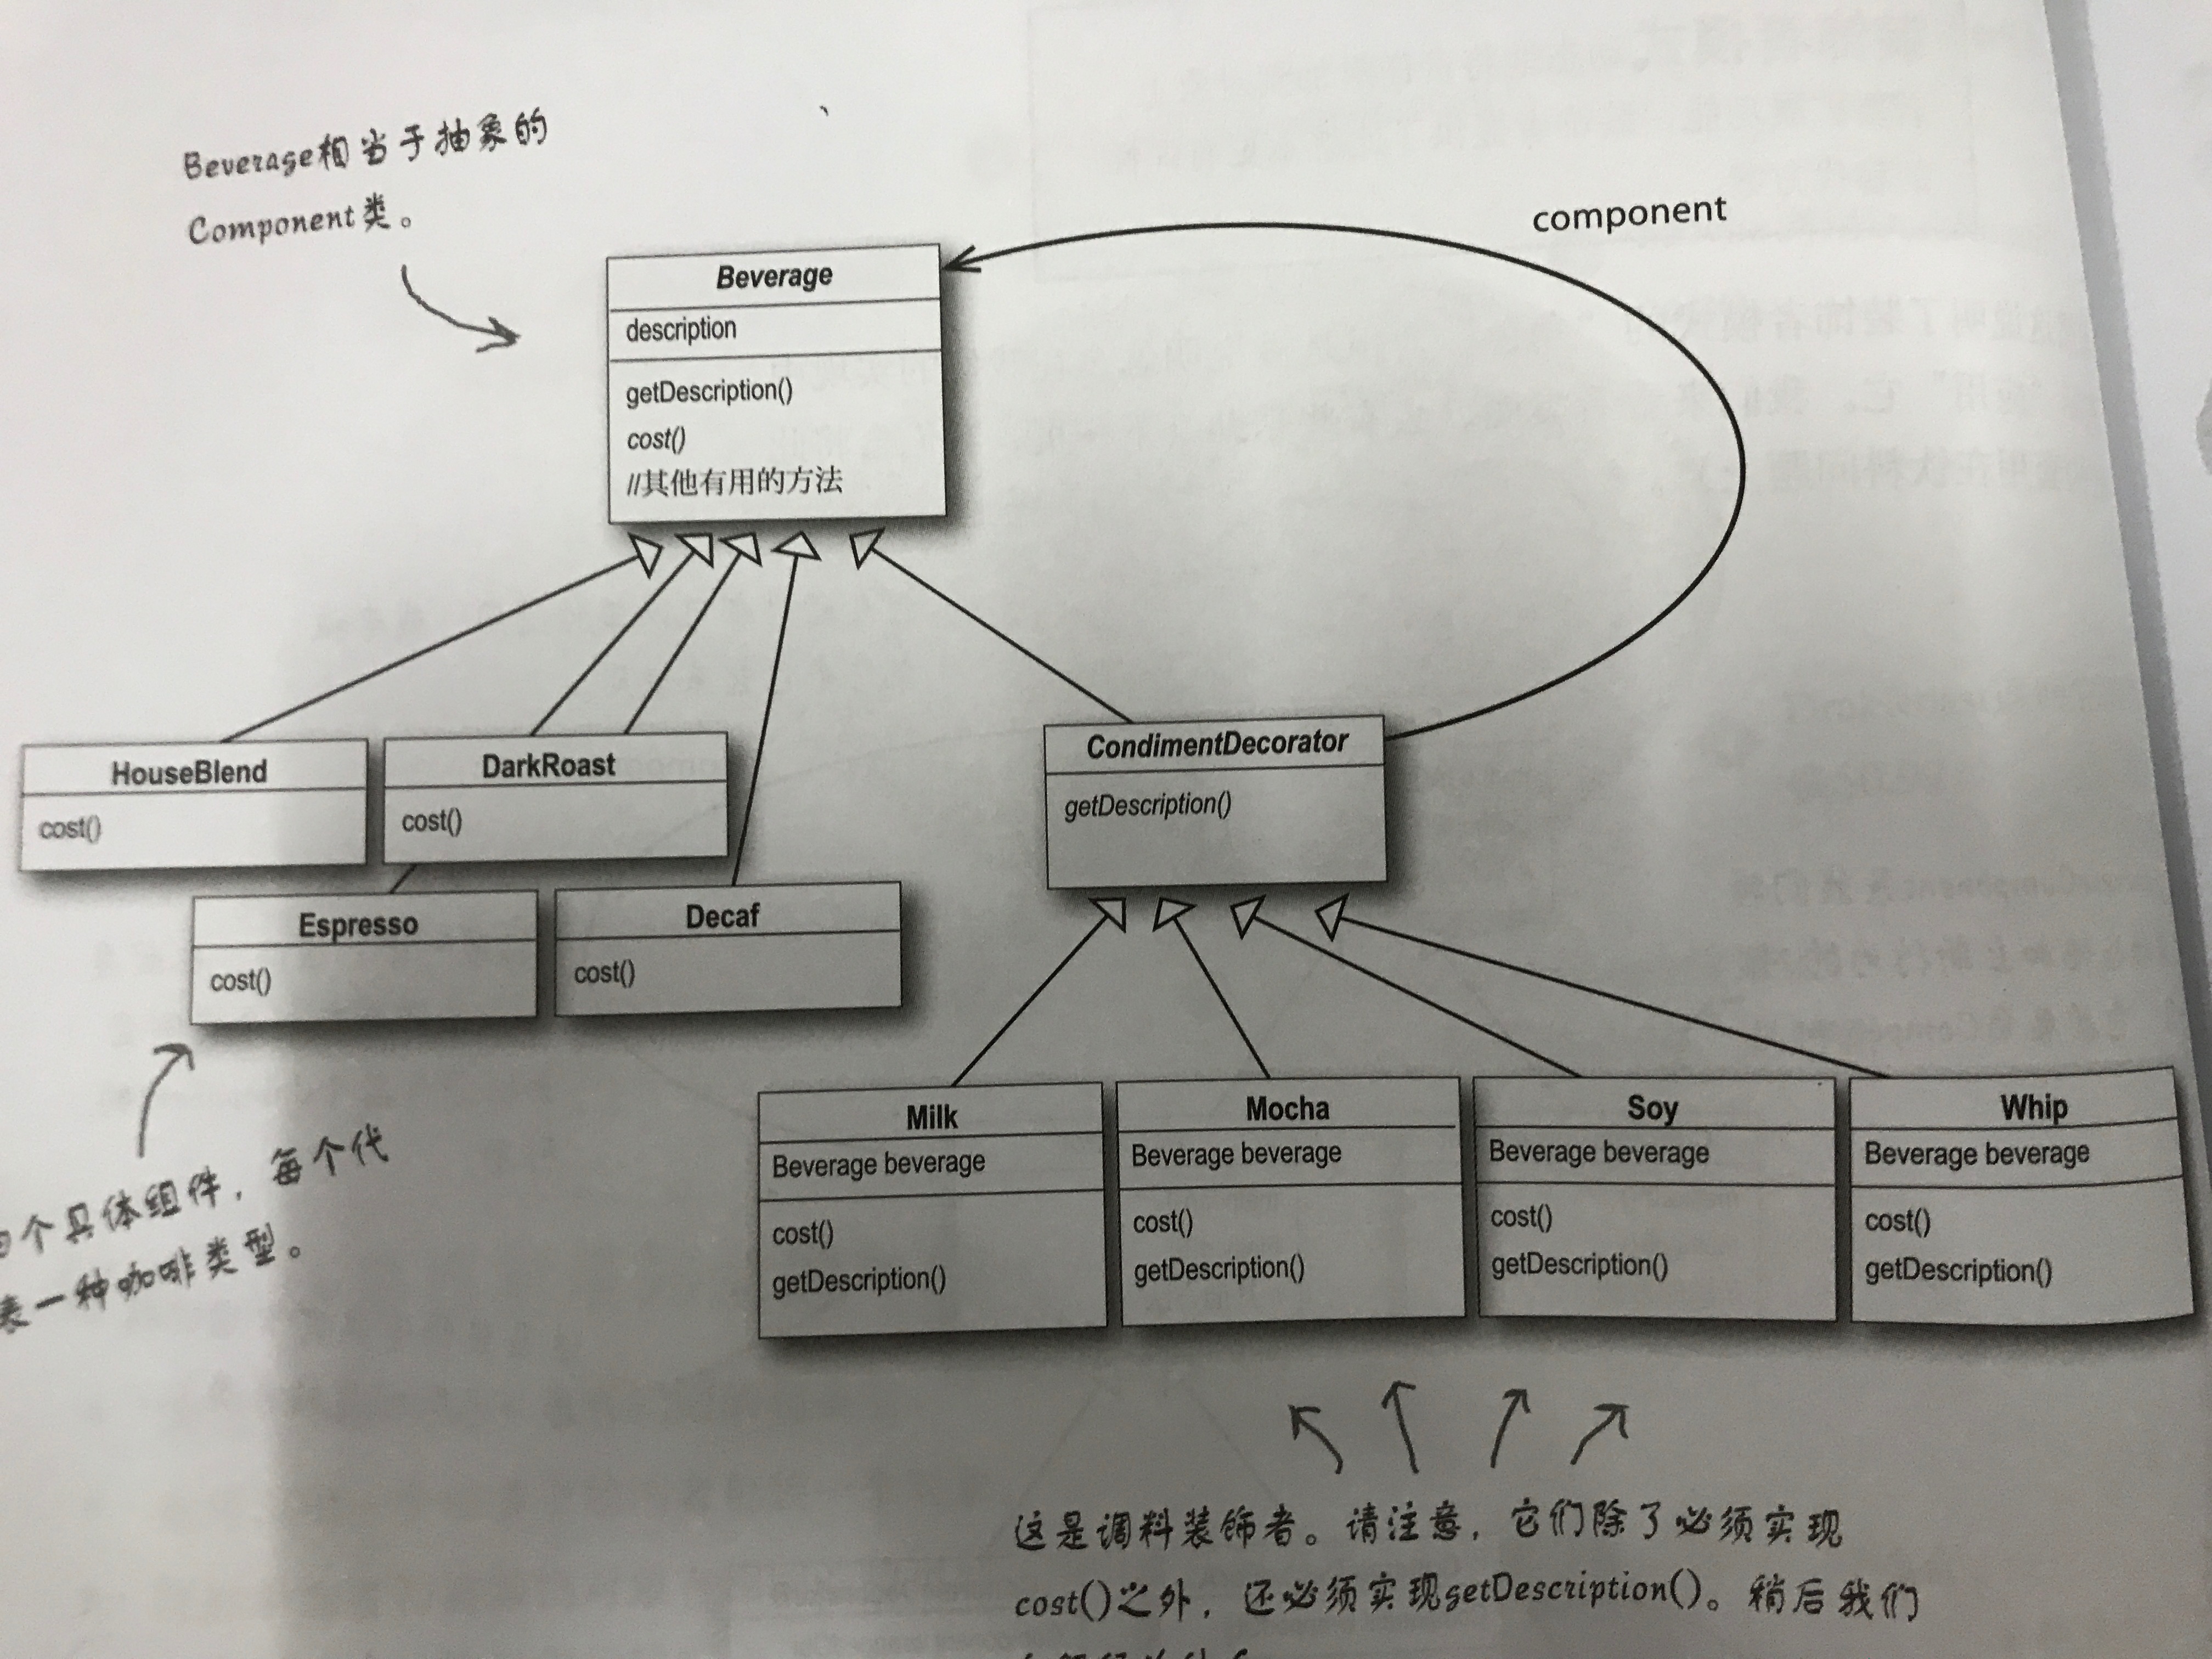 Beverage相当于抽象的
Component类。
component
Beverage
description
getDescription()
cost()
//其他有用的方法
HouseBlend
cost()
DarkRoast
cost()
CondimentDecorator
getDescription()
Espresso
cost()
Decaf
cost()
Milk
Beverage beverage
cost()
getDescription()
Mocha
Beverage beverage
cost()
getDescription()
Soy
Beverage beverage
cost()
getDescription()
Whip
Beverage beverage
cost()
getDescription()
个具体组件，每个代
表一种咖啡类型。
这是调料装饰者。请注意，它们除了必须实现
cost()之外，还必须实现getDescription()。稍后我们